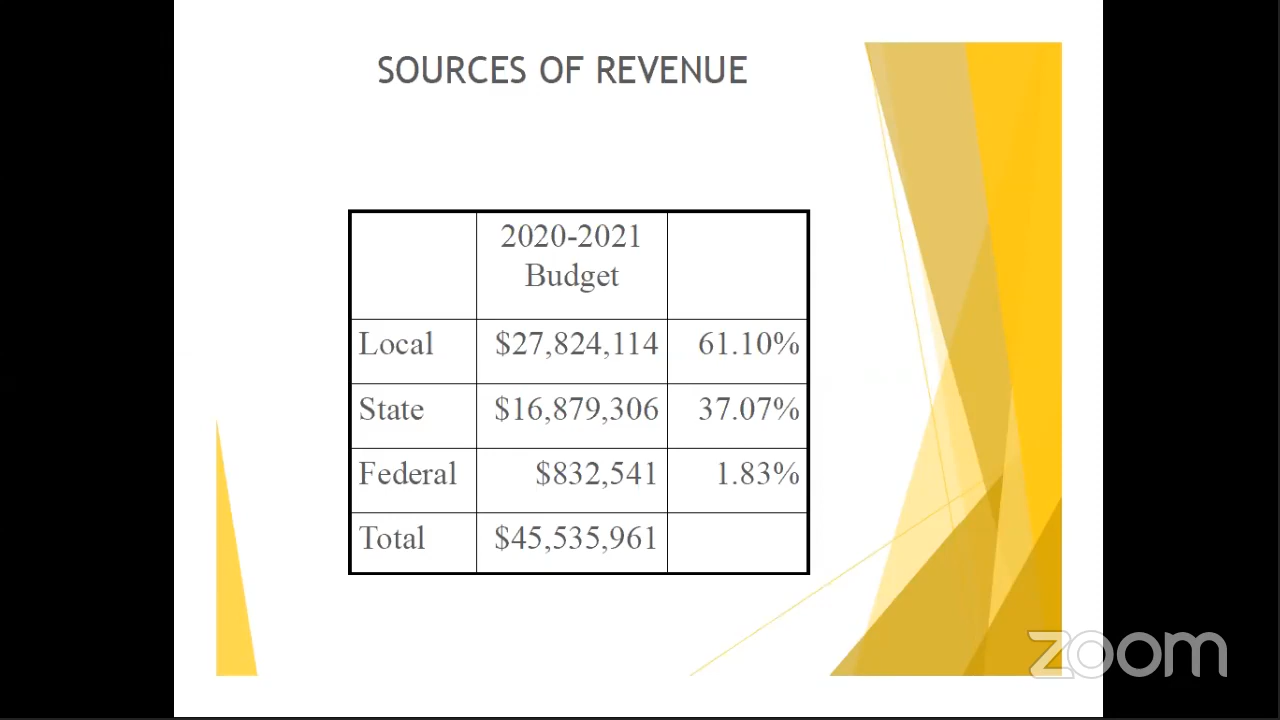 SOURCES OF REVENUE
2020-2021
Budget
Local $27,824,114 61.10%
State $16,879,306 37.07%
Federal $832,541 1.83%
Total $45,535,961
zoom